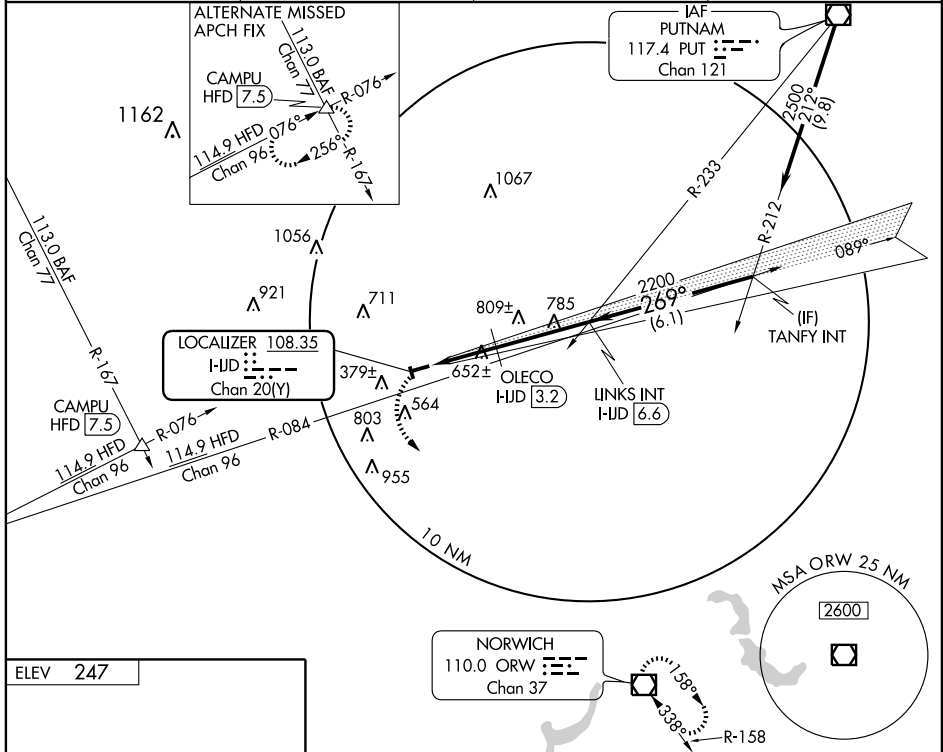 ALTERNATE MISSED
APCH FIX
113.0 BAF
Chan 77
CAMPU
HFD 7.5
R-076
076°
114.9 HFD
Chan 96
256°
R-167
IAF
PUTNAM
117.4 PUT
Chan 121
2500
212°
(9.8)
1162
1067
R-233
R-212
089°
113.0 BAF
Chan 77
1056
921
711
809±
785
2200
269°
(6.1)
(IF)
TANFY INT
LOCALIZER 108.35
I-IJD
Chan 20(Y)
379±
652±
OLECO
I-IJD 3.2
LINKS INT
I-IJD 6.6
R-167
CAMPU
HFD 7.5
R-076
R-084
803
564
114.9 HFD
Chan 96
114.9 HFD
Chan 96
955
10 NM
MSA ORW 25 NM
2600
NORWICH
110.0 ORW
Chan 37
158°
338°
R-158
ELEV 247